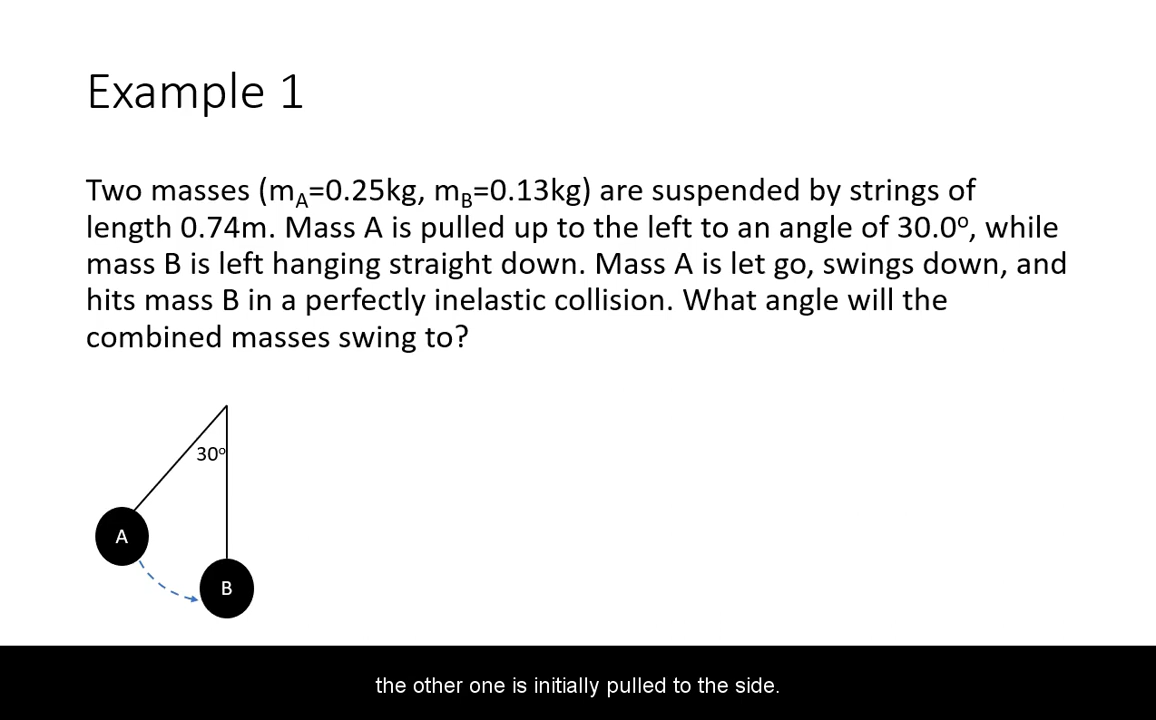 Example 1
Two masses (mA=0.25kg, mB=0.13kg) are suspended by strings of
length 0.74m. Mass A is pulled up to the left to an angle of 30.0º, while
mass B is left hanging straight down. Mass A is let go, swings down, and
hits mass B in a perfectly inelastic collision. What angle will the
combined masses swing to?
30º
A
B
the other one is initially pulled to the side.